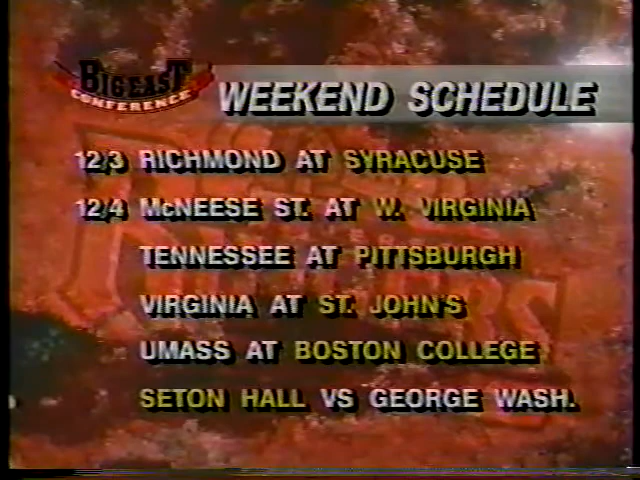 BIG EAST
CONFERENCE
WEEKEND SCHEDULE
12/3 RICHMOND AT SYRACUSE
12/4 McNEESE ST. AT W. VIRGINIA
TENNESSEE AT PITTSBURGH
VIRGINIA AT ST. JOHN'S
UMASS AT BOSTON COLLEGE
SETON HALL VS GEORGE WASH.